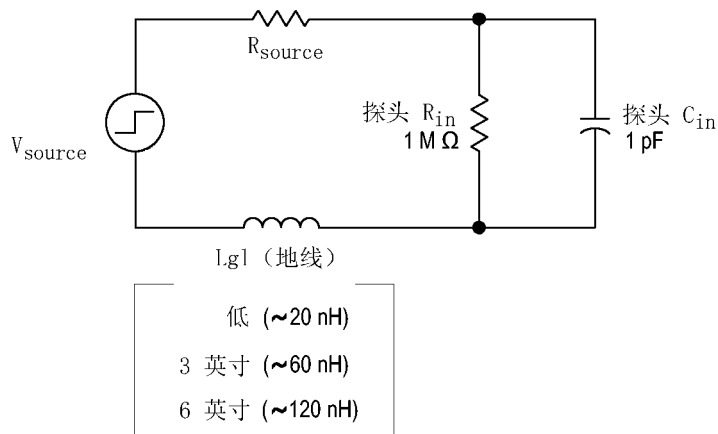 R_source
探头 R_in
1 M Ω
探头 C_in
1 pF
V_source
Lgl（地线）
低 (~20 nH)
3 英寸 (~60 nH)
6 英寸 (~120 nH)